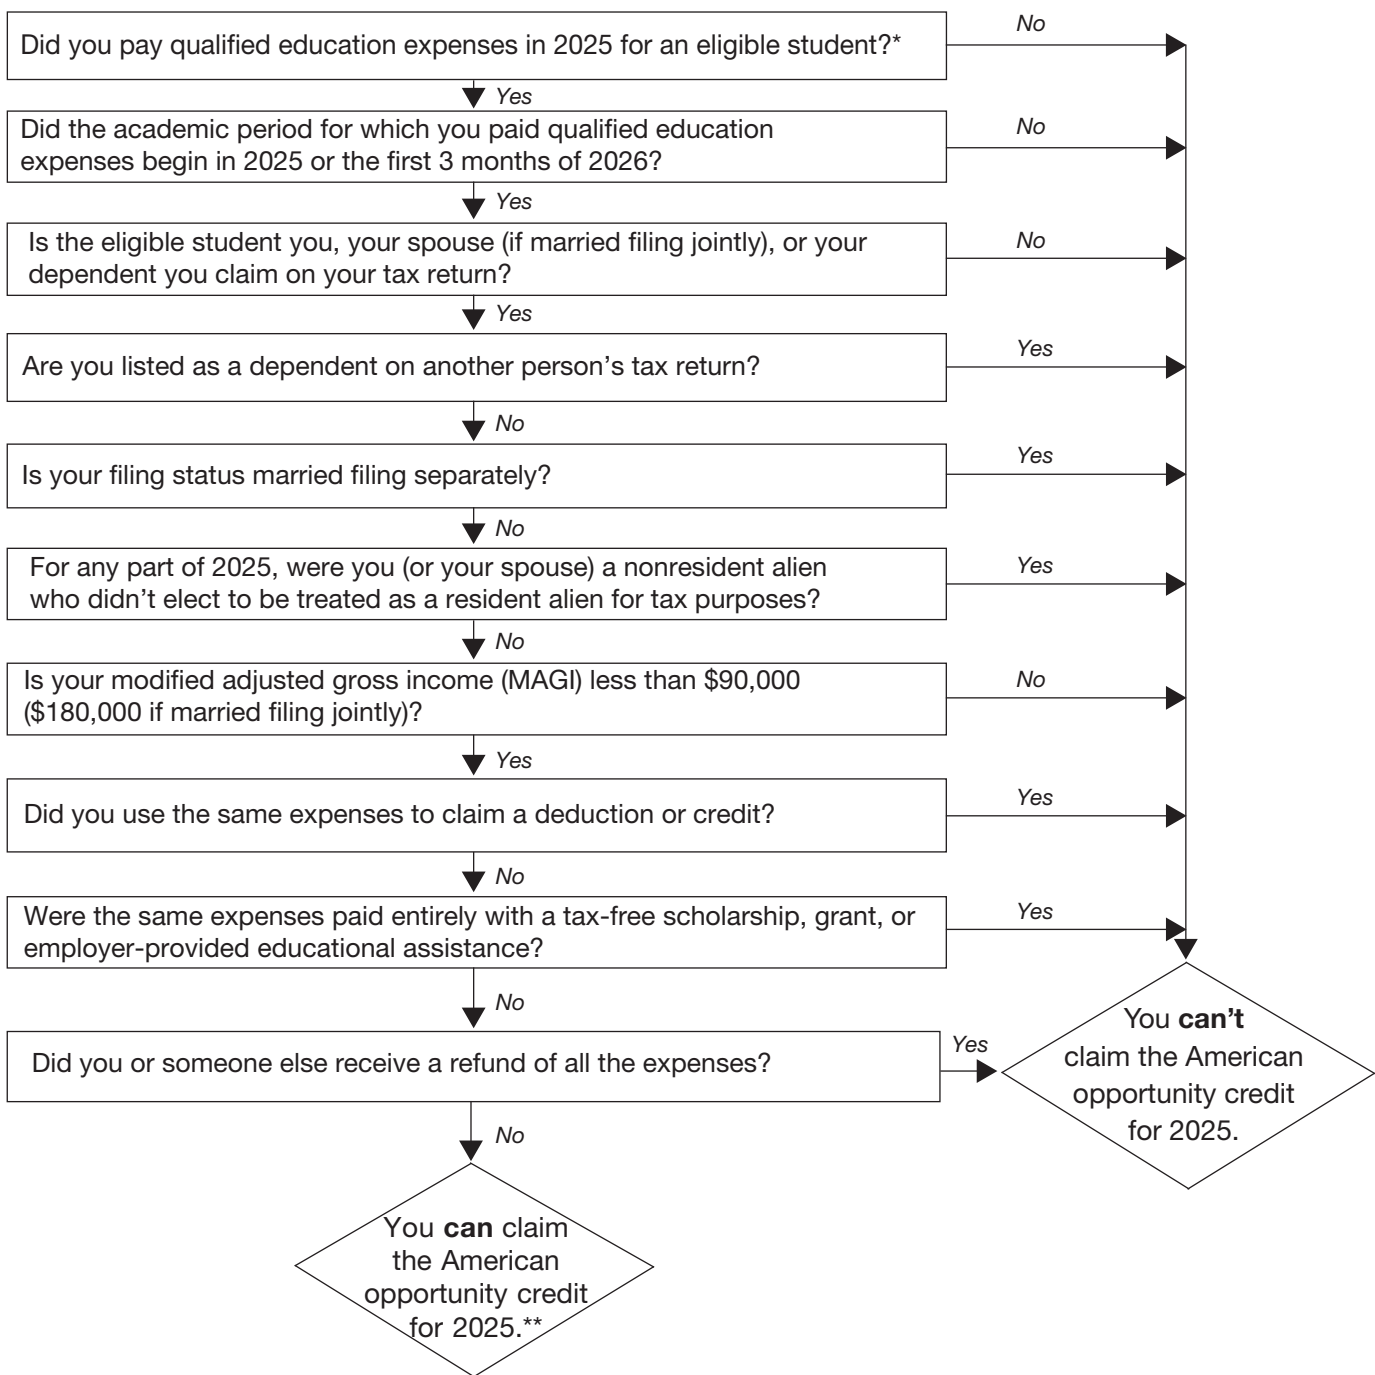 Did you pay qualified education expenses in 2025 for an eligible student?*
No
Yes
Did the academic period for which you paid qualified education
expenses begin in 2025 or the first 3 months of 2026?
No
Yes
Is the eligible student you, your spouse (if married filing jointly), or your
dependent you claim on your tax return?
No
Yes
Are you listed as a dependent on another person’s tax return?
Yes
No
Is your filing status married filing separately?
Yes
No
For any part of 2025, were you (or your spouse) a nonresident alien
who didn’t elect to be treated as a resident alien for tax purposes?
Yes
No
Is your modified adjusted gross income (MAGI) less than $90,000
($180,000 if married filing jointly)?
No
Yes
Did you use the same expenses to claim a deduction or credit?
Yes
No
Were the same expenses paid entirely with a tax-free scholarship, grant, or
employer-provided educational assistance?
Yes
No
Did you or someone else receive a refund of all the expenses?
Yes
You can’t
claim the American
opportunity credit
for 2025.
No
You can claim
the American
opportunity credit
for 2025.**